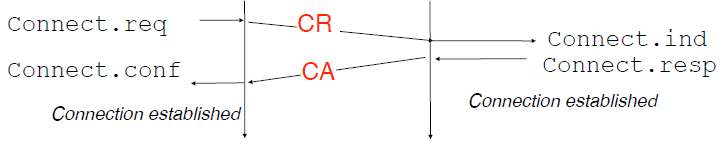 Connect.req
CR
Connect.ind
Connect.conf
CA
Connect.resp
Connection established
Connection established